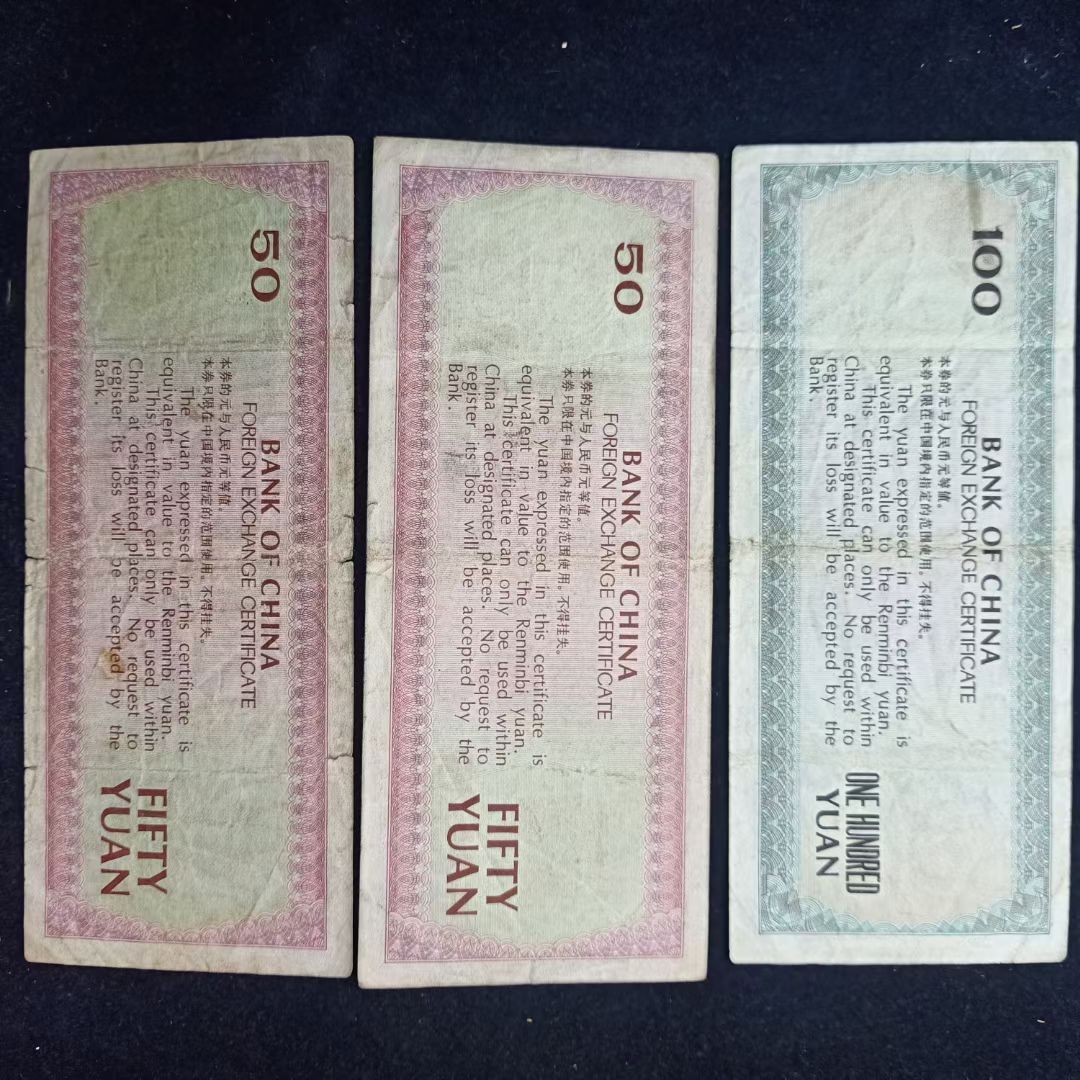 50
BANK OF CHINA
FOREIGN EXCHANGE CERTIFICATE
本券的元与人民币元等值。
本券只限在中国境内指定的范围使用。不得挂失。
The yuan expressed in this certificate is
equivalent in value to the Renminbi yuan.
This certificate can only be used within
China at designated places. No request to
register its loss will be accepted by the
Bank.
FIFTY
YUAN
50
BANK OF CHINA
FOREIGN EXCHANGE CERTIFICATE
本券的元与人民币元等值。
本券只限在中国境内指定的范围使用。不得挂失。
The yuan expressed in this certificate is
equivalent in value to the Renminbi yuan.
This certificate can only be used within
China at designated places. No request to
register its loss will be accepted by the
Bank.
FIFTY
YUAN
100
BANK OF CHINA
FOREIGN EXCHANGE CERTIFICATE
本券的元与人民币元等值。
本券只限在中国境内指定的范围使用。不得挂失。
The yuan expressed in this certificate is
equivalent in value to the Renminbi yuan.
This certificate can only be used within
China at designated places. No request to
register its loss will be accepted by the
Bank.
ONE HUNDRED
YUAN